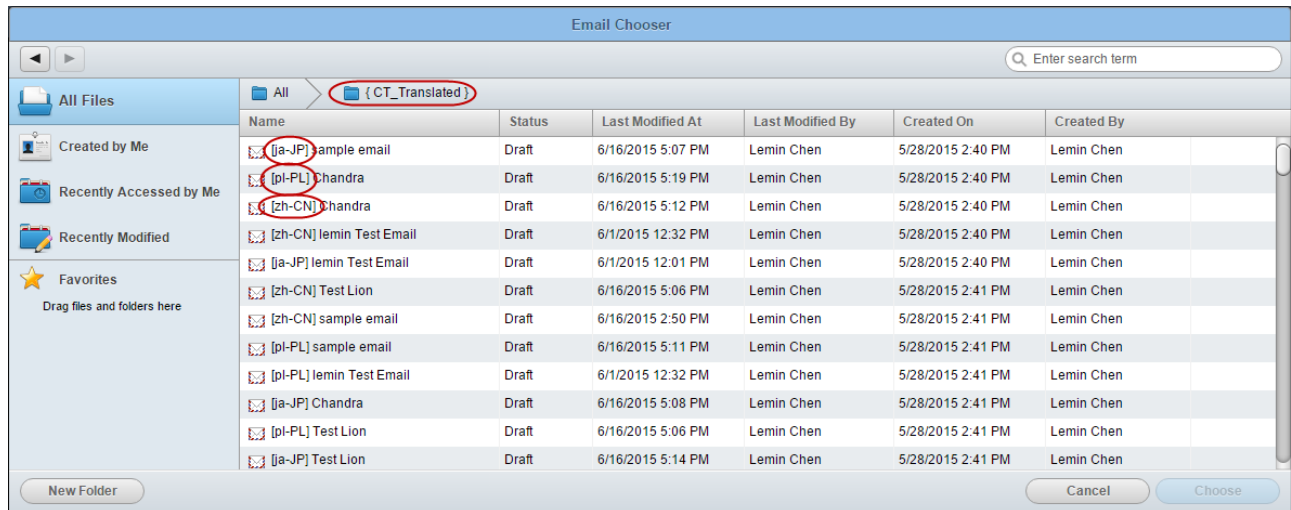 Email Chooser
Enter search term
All Files
Created by Me
Recently Accessed by Me
Recently Modified
Favorites
Drag files and folders here
All { CT_Translated }
Name Status Last Modified At Last Modified By Created On Created By
[ja-JP] sample email Draft 6/16/2015 5:07 PM Lemin Chen 5/28/2015 2:40 PM Lemin Chen
[pl-PL] Chandra Draft 6/16/2015 5:19 PM Lemin Chen 5/28/2015 2:40 PM Lemin Chen
[zh-CN] Chandra Draft 6/16/2015 5:12 PM Lemin Chen 5/28/2015 2:40 PM Lemin Chen
[zh-CN] lemin Test Email Draft 6/1/2015 12:32 PM Lemin Chen 5/28/2015 2:40 PM Lemin Chen
[ja-JP] lemin Test Email Draft 6/1/2015 12:01 PM Lemin Chen 5/28/2015 2:40 PM Lemin Chen
[zh-CN] Test Lion Draft 6/16/2015 5:06 PM Lemin Chen 5/28/2015 2:41 PM Lemin Chen
[zh-CN] sample email Draft 6/16/2015 2:50 PM Lemin Chen 5/28/2015 2:41 PM Lemin Chen
[pl-PL] sample email Draft 6/16/2015 5:11 PM Lemin Chen 5/28/2015 2:41 PM Lemin Chen
[pl-PL] lemin Test Email Draft 6/1/2015 12:32 PM Lemin Chen 5/28/2015 2:41 PM Lemin Chen
[ja-JP] Chandra Draft 6/16/2015 5:08 PM Lemin Chen 5/28/2015 2:41 PM Lemin Chen
[pl-PL] Test Lion Draft 6/16/2015 5:06 PM Lemin Chen 5/28/2015 2:41 PM Lemin Chen
[ja-JP] Test Lion Draft 6/16/2015 5:14 PM Lemin Chen 5/28/2015 2:41 PM Lemin Chen
New Folder Cancel Choose